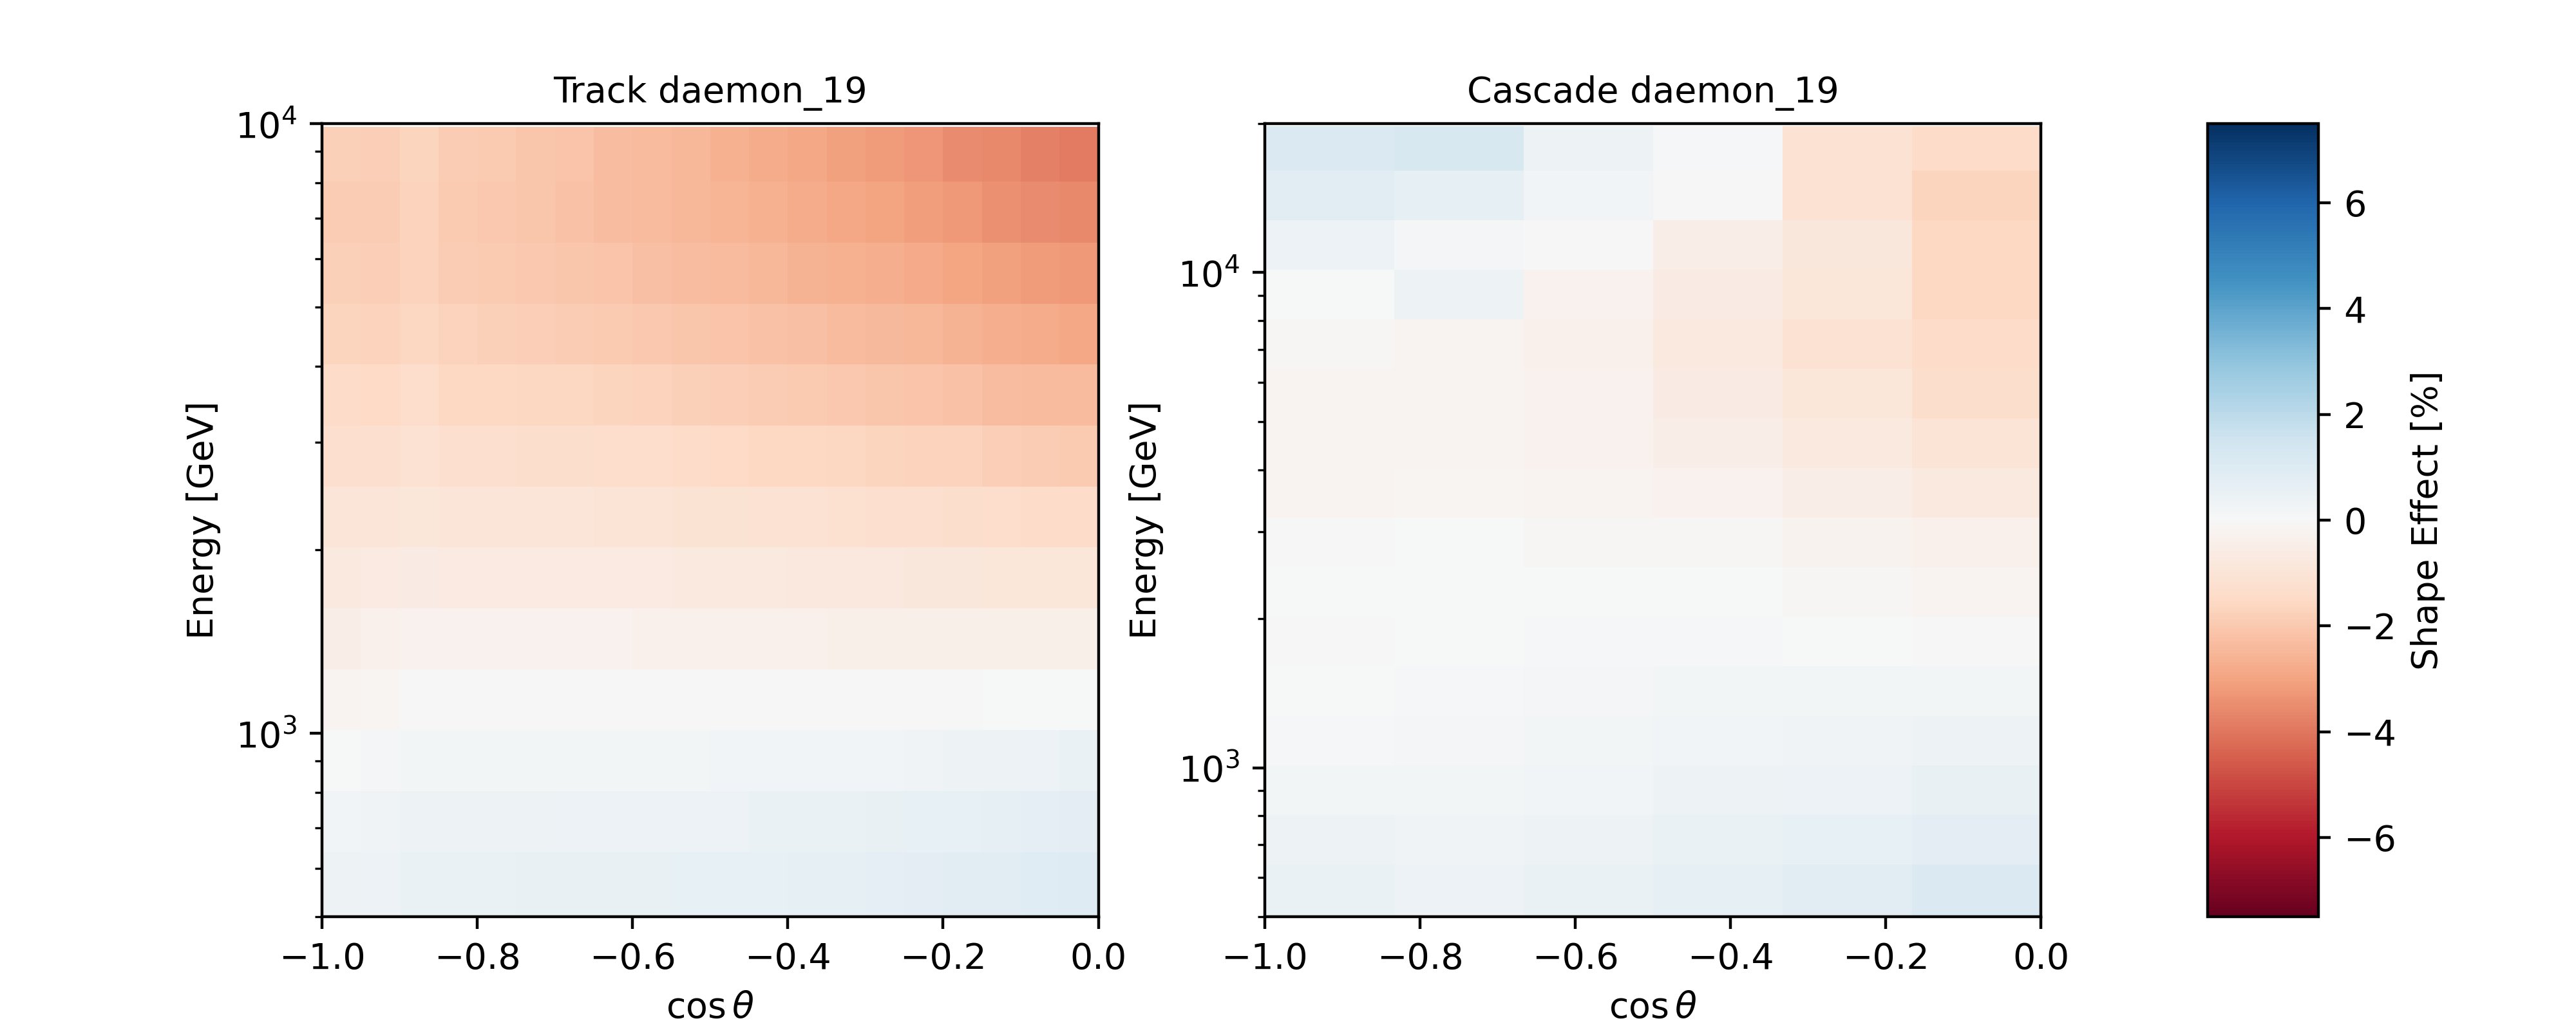 Track daemon_19
Cascade daemon_19
10^4
10^3
Energy [GeV]
−1.0 −0.8 −0.6 −0.4 −0.2 0.0
cos θ
10^4
10^3
Energy [GeV]
−1.0 −0.8 −0.6 −0.4 −0.2 0.0
cos θ
6
4
2
0
−2
−4
−6
Shape Effect [%]